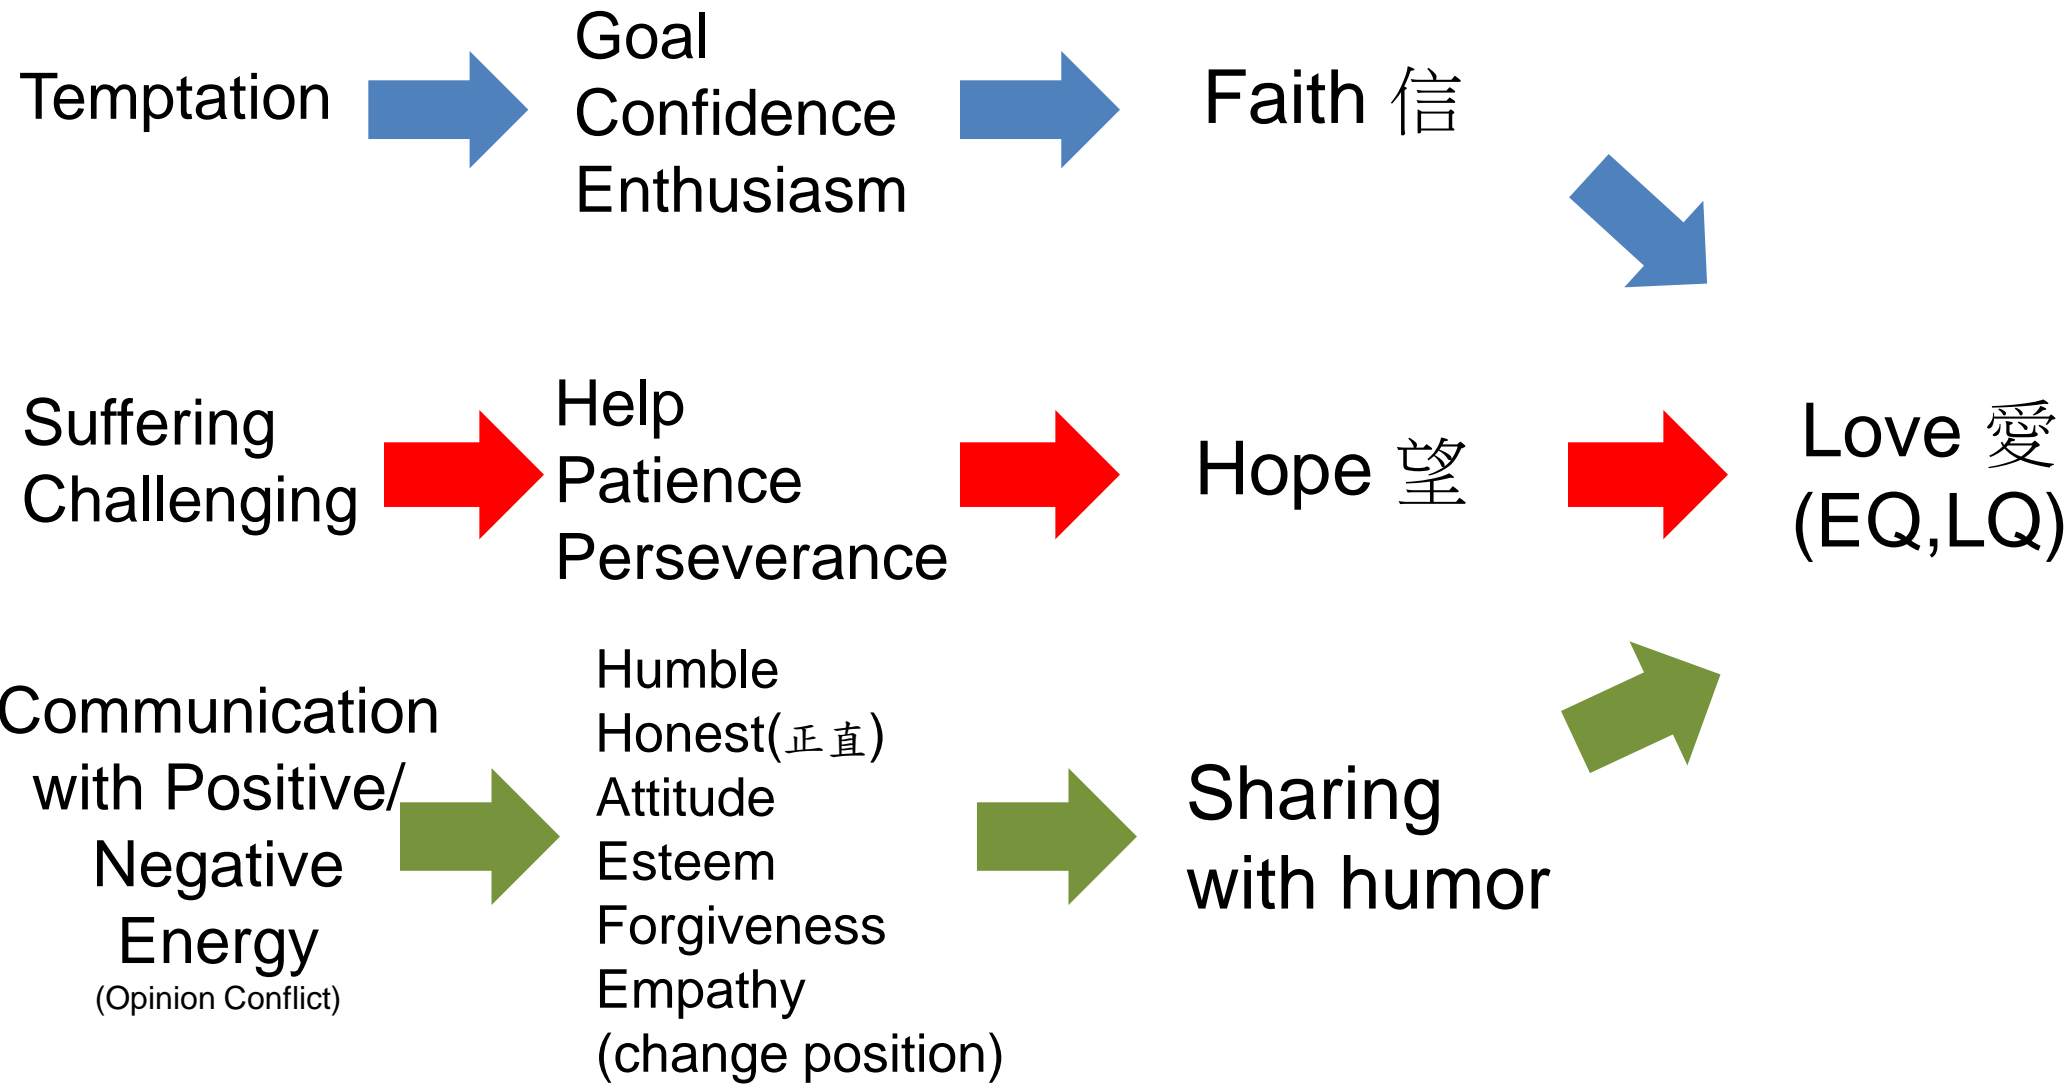 Temptation
Goal
Confidence
Enthusiasm
Faith 信
Suffering
Challenging
Help
Patience
Perseverance
Hope 望
Love 愛
(EQ,LQ)
Communication
with Positive/
Negative
Energy
(Opinion Conflict)
Humble
Honest(正直)
Attitude
Esteem
Forgiveness
Empathy
(change position)
Sharing
with humor